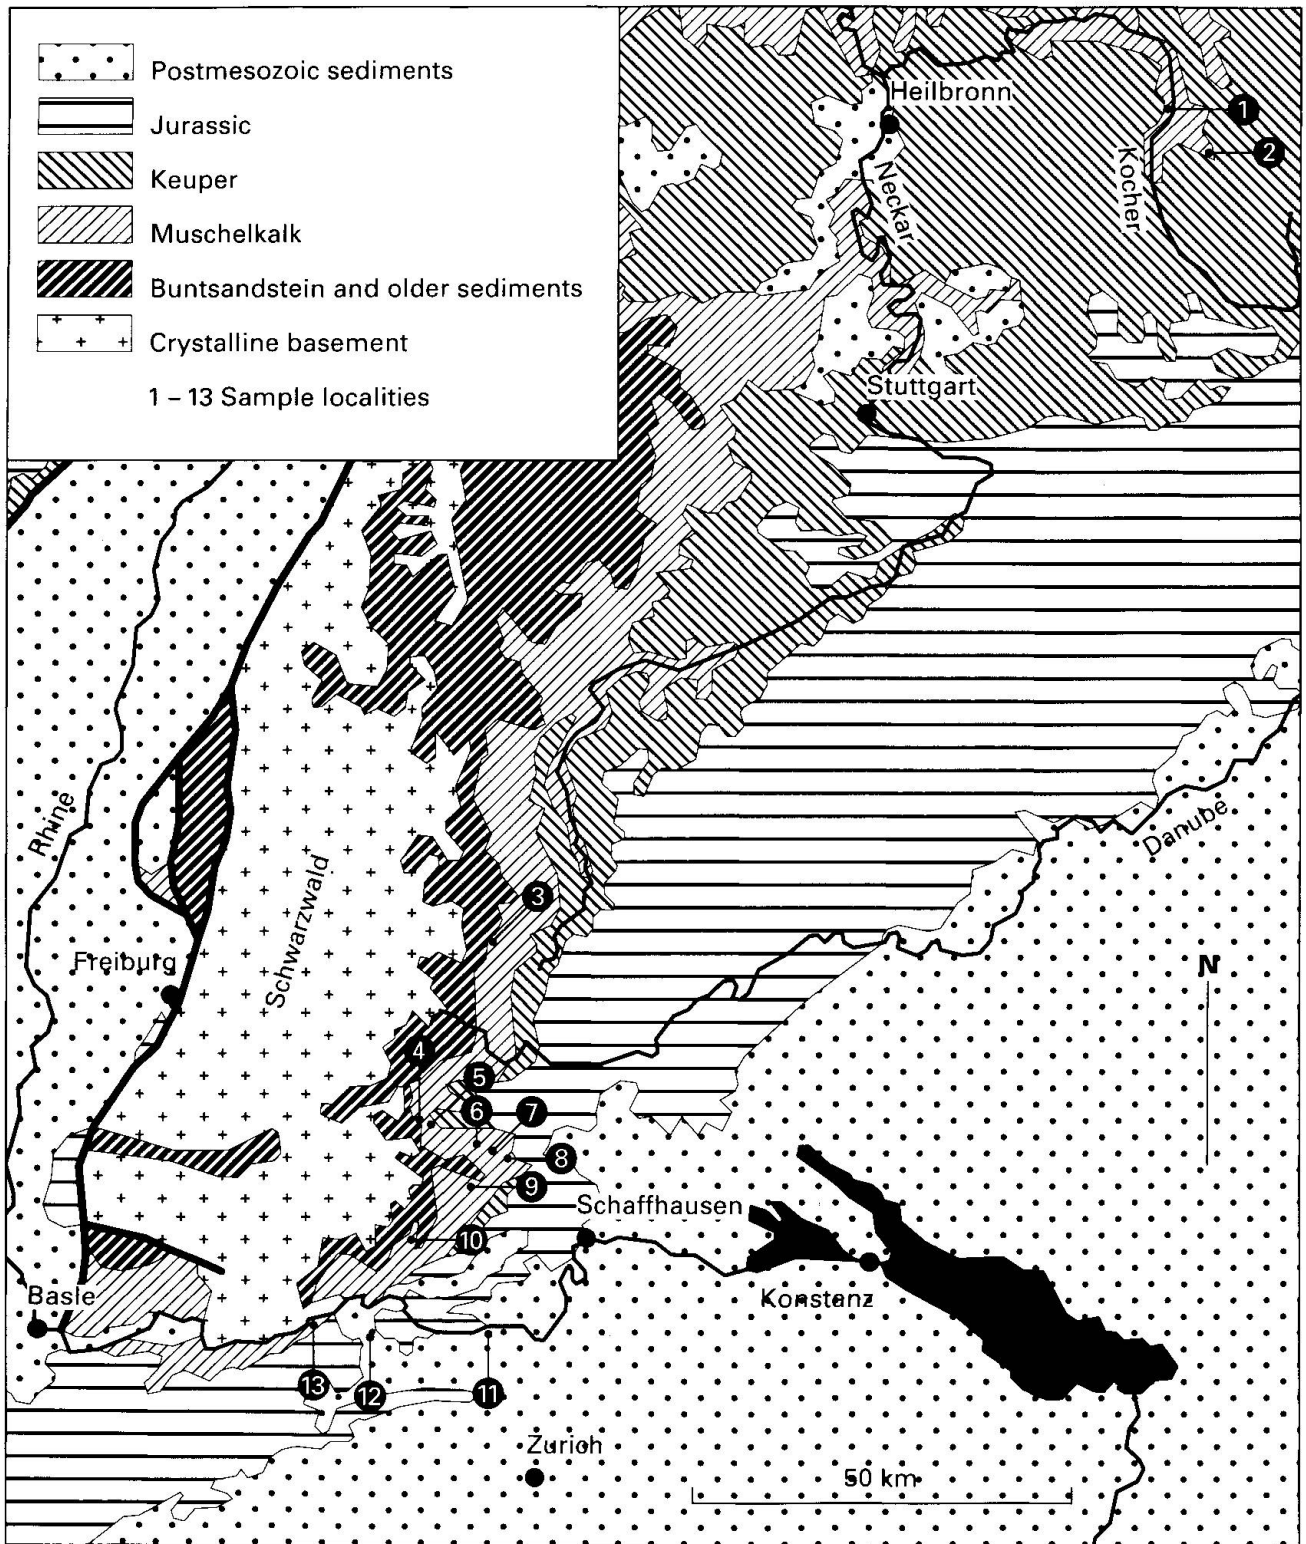 Postmesozoic sediments
Jurassic
Keuper
Muschelkalk
Buntsandstein and older sediments
Crystalline basement
1 – 13 Sample localities
Heilbronn
1
2
Kocher
Neckar
Stuttgart
Rhine
Danube
Schwarzwald
3
Freiburg
N
4
5
6
7
8
9
Schaffhausen
10
Basle
Konstanz
13
12
11
Zurich
50 km